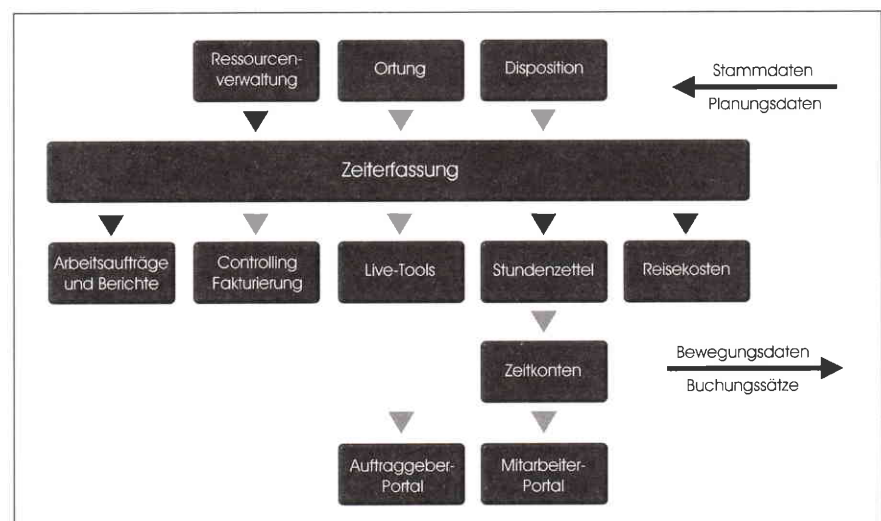 Ressourcen-
verwaltung
Ortung
Disposition
Stammdaten
Planungsdaten
Zeiterfassung
Arbeitsaufträge
und Berichte
Controlling
Fakturierung
Live-Tools
Stundenzettel
Reisekosten
Zeitkonten
Bewegungsdaten
Buchungssätze
Auftraggeber-
Portal
Mitarbeiter-
Portal